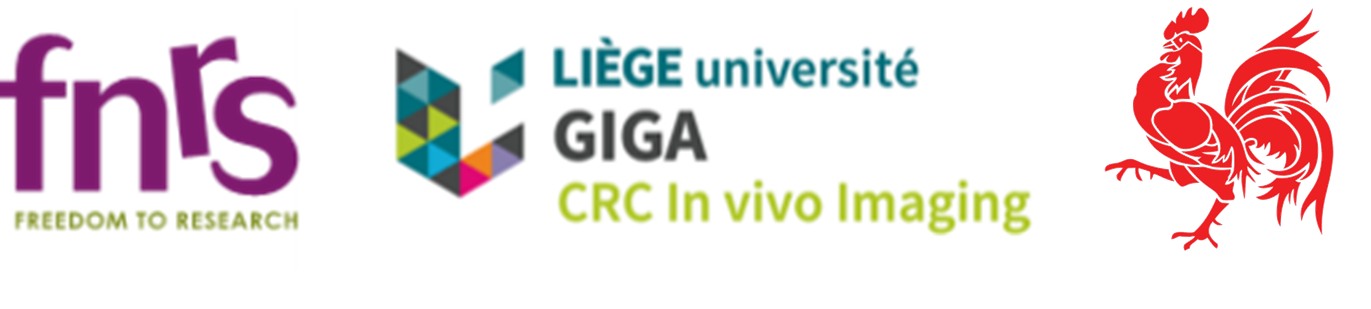 fnrs
FREEDOM TO RESEARCH
LIÈGE université
GIGA
CRC In vivo Imaging